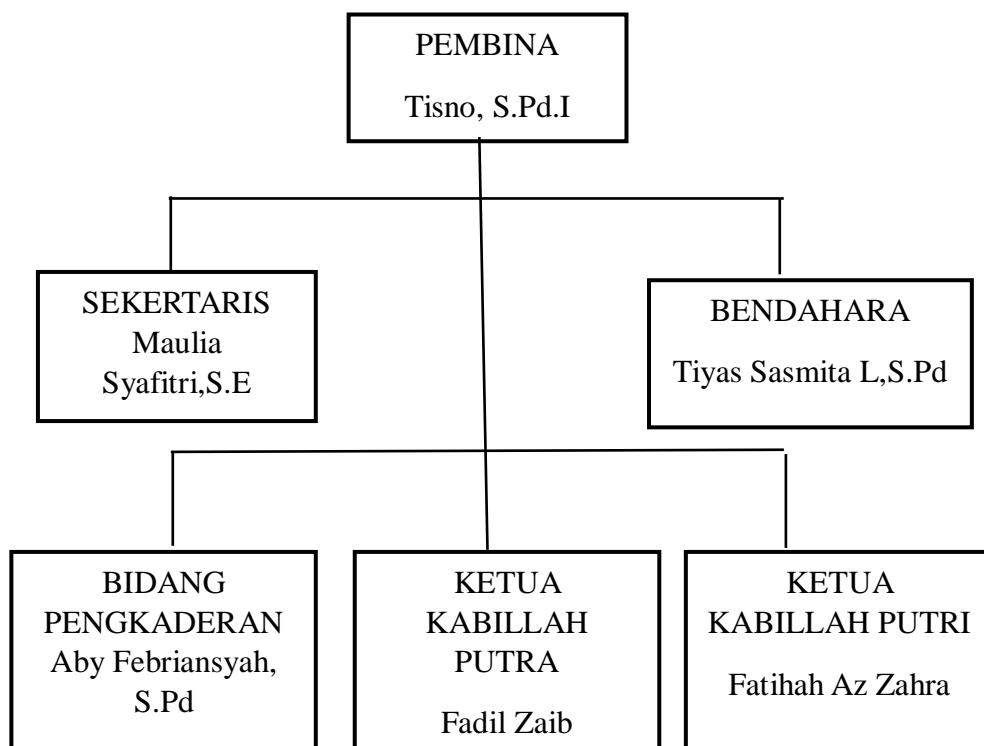 PEMBINA
Tisno, S.Pd.I
SEKERTARIS
Maulia
Syafitri,S.E
BENDAHARA
Tiyas Sasmita L,S.Pd
BIDANG
PENGKADERAN
Aby Febriansyah,
S.Pd
KETUA
KABILLAH
PUTRA
Fadil Zaib
KETUA
KABILLAH PUTRI
Fatihah Az Zahra